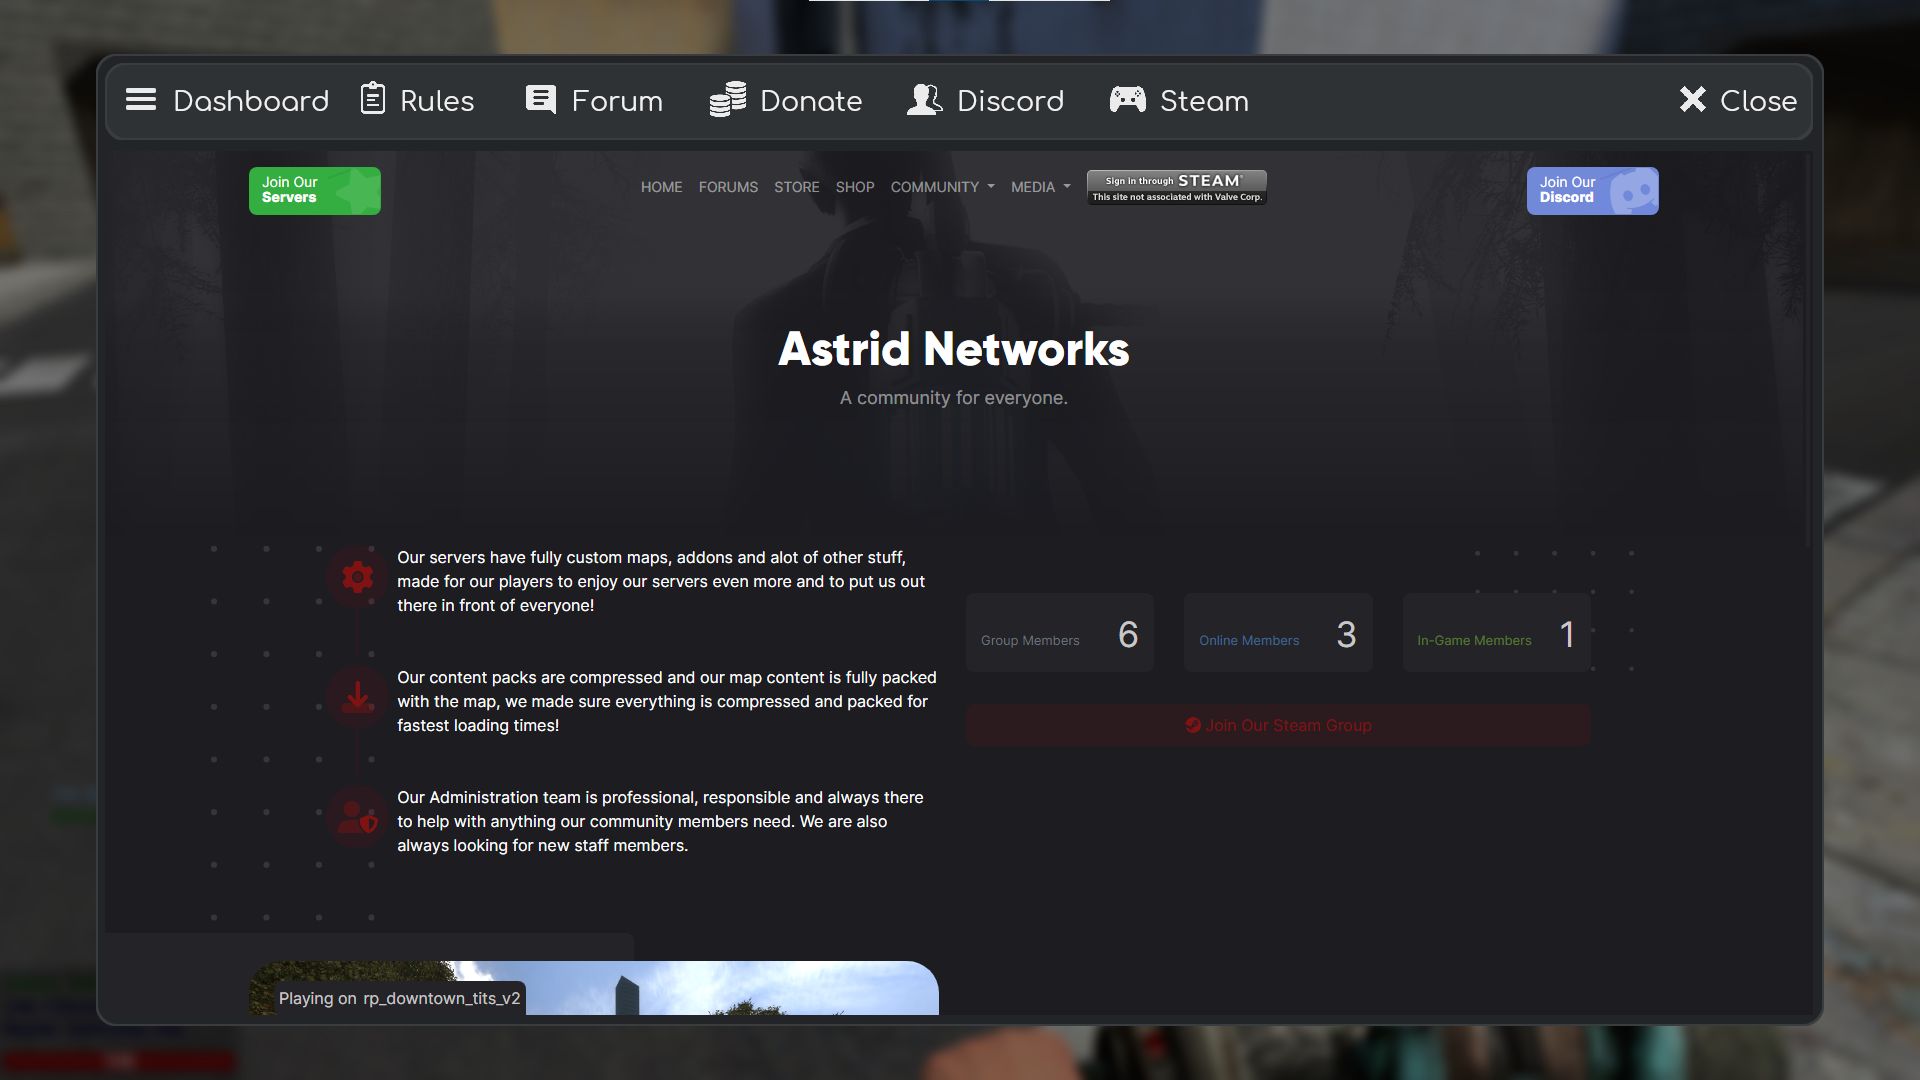 Dashboard
Rules
Forum
Donate
Discord
Steam
Close
Join Our
Servers
HOME
FORUMS
STORE
SHOP
COMMUNITY
MEDIA
Sign in through STEAM®
This site not associated with Valve Corp.
Join Our
Discord
Astrid Networks
A community for everyone.
Our servers have fully custom maps, addons and alot of other stuff,
made for our players to enjoy our servers even more and to put us out
there in front of everyone!
Group Members 6
Online Members 3
In-Game Members 1
Our content packs are compressed and our map content is fully packed
with the map, we made sure everything is compressed and packed for
fastest loading times!
Join Our Steam Group
Our Administration team is professional, responsible and always there
to help with anything our community members need. We are also
always looking for new staff members.
Playing on rp_downtown_tits_v2